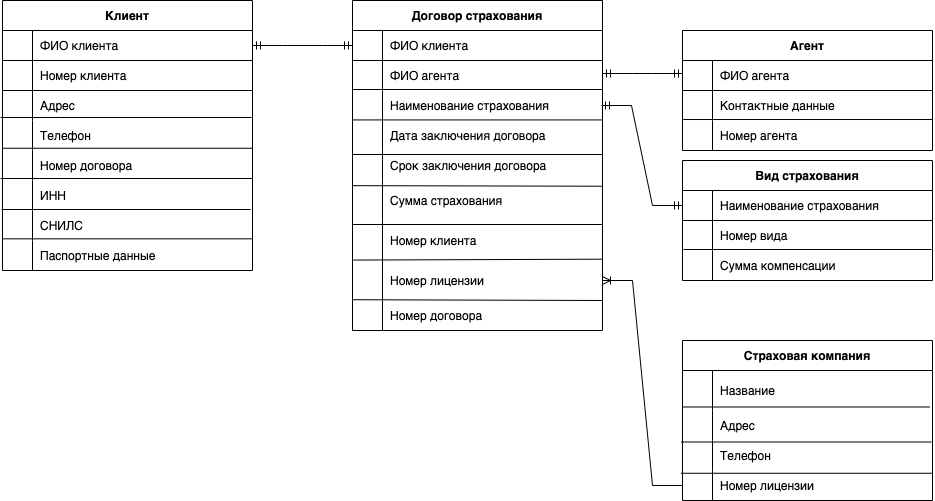 Клиент
ФИО клиента
Номер клиента
Адрес
Телефон
Номер договора
ИНН
СНИЛС
Паспортные данные
Договор страхования
ФИО клиента
ФИО агента
Наименование страхования
Дата заключения договора
Срок заключения договора
Сумма страхования
Номер клиента
Номер лицензии
Номер договора
Агент
ФИО агента
Контактные данные
Номер агента
Вид страхования
Наименование страхования
Номер вида
Сумма компенсации
Страховая компания
Название
Адрес
Телефон
Номер лицензии